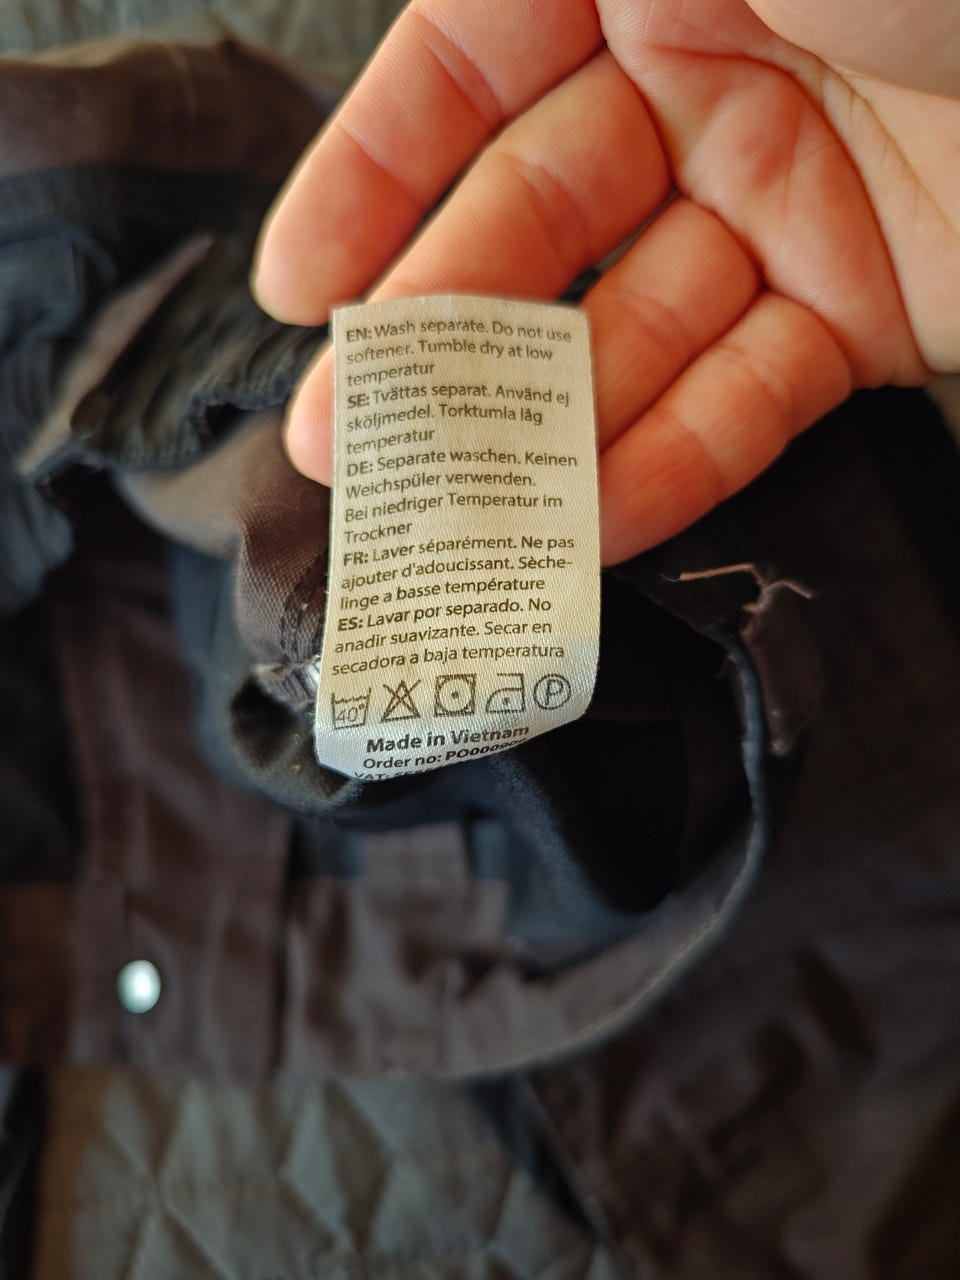 EN: Wash separate. Do not use
softener. Tumble dry at low
temperatur
SE: Tvättas separat. Använd ej
sköljmedel. Torktumla låg
temperatur
DE: Separate waschen. Keinen
Weichspüler verwenden.
Bei niedriger Temperatur im
Trockner
FR: Laver séparément. Ne pas
ajouter d'adoucissant. Sèche-
linge a basse température
ES: Lavar por separado. No
anadir suavizante. Secar en
secadora a baja temperatura
40° P
Made in Vietnam
Order no:
VAT: